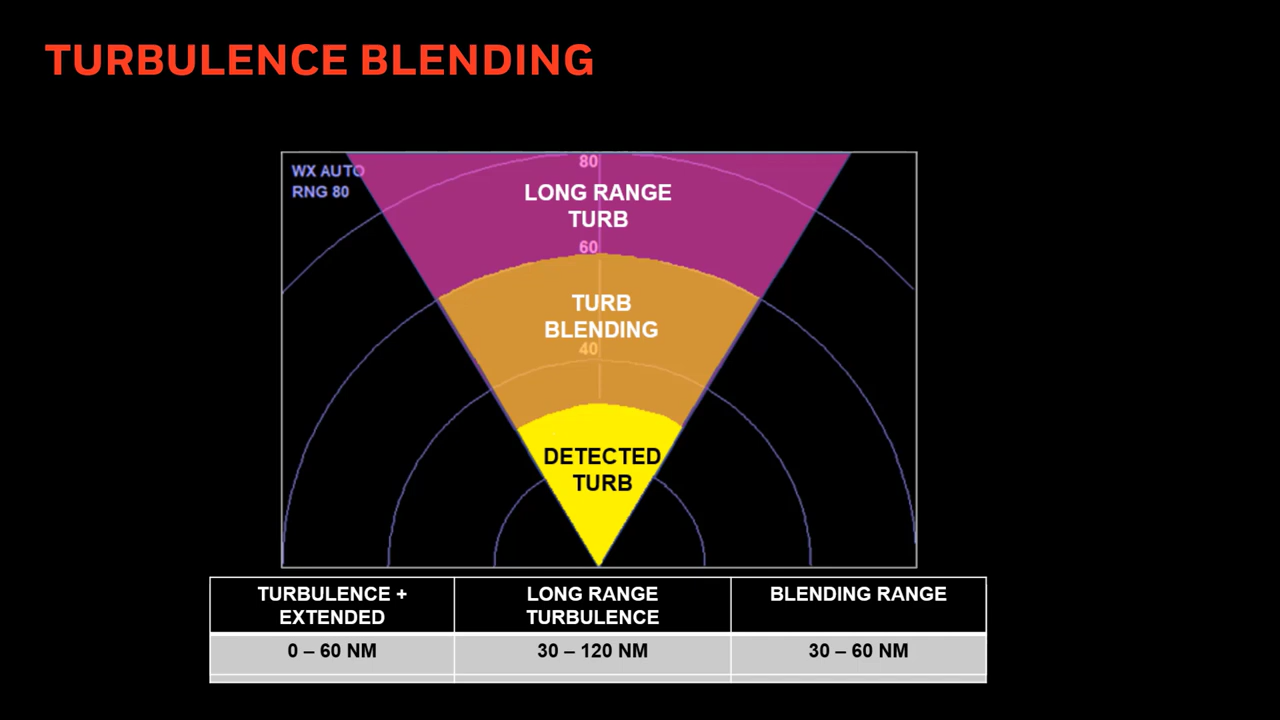 TURBULENCE BLENDING
WX AUTO
RNG 80
80
LONG RANGE
TURB
60
TURB
BLENDING
40
DETECTED
TURB
TURBULENCE +
EXTENDED
LONG RANGE
TURBULENCE
BLENDING RANGE
0 – 60 NM
30 – 120 NM
30 – 60 NM